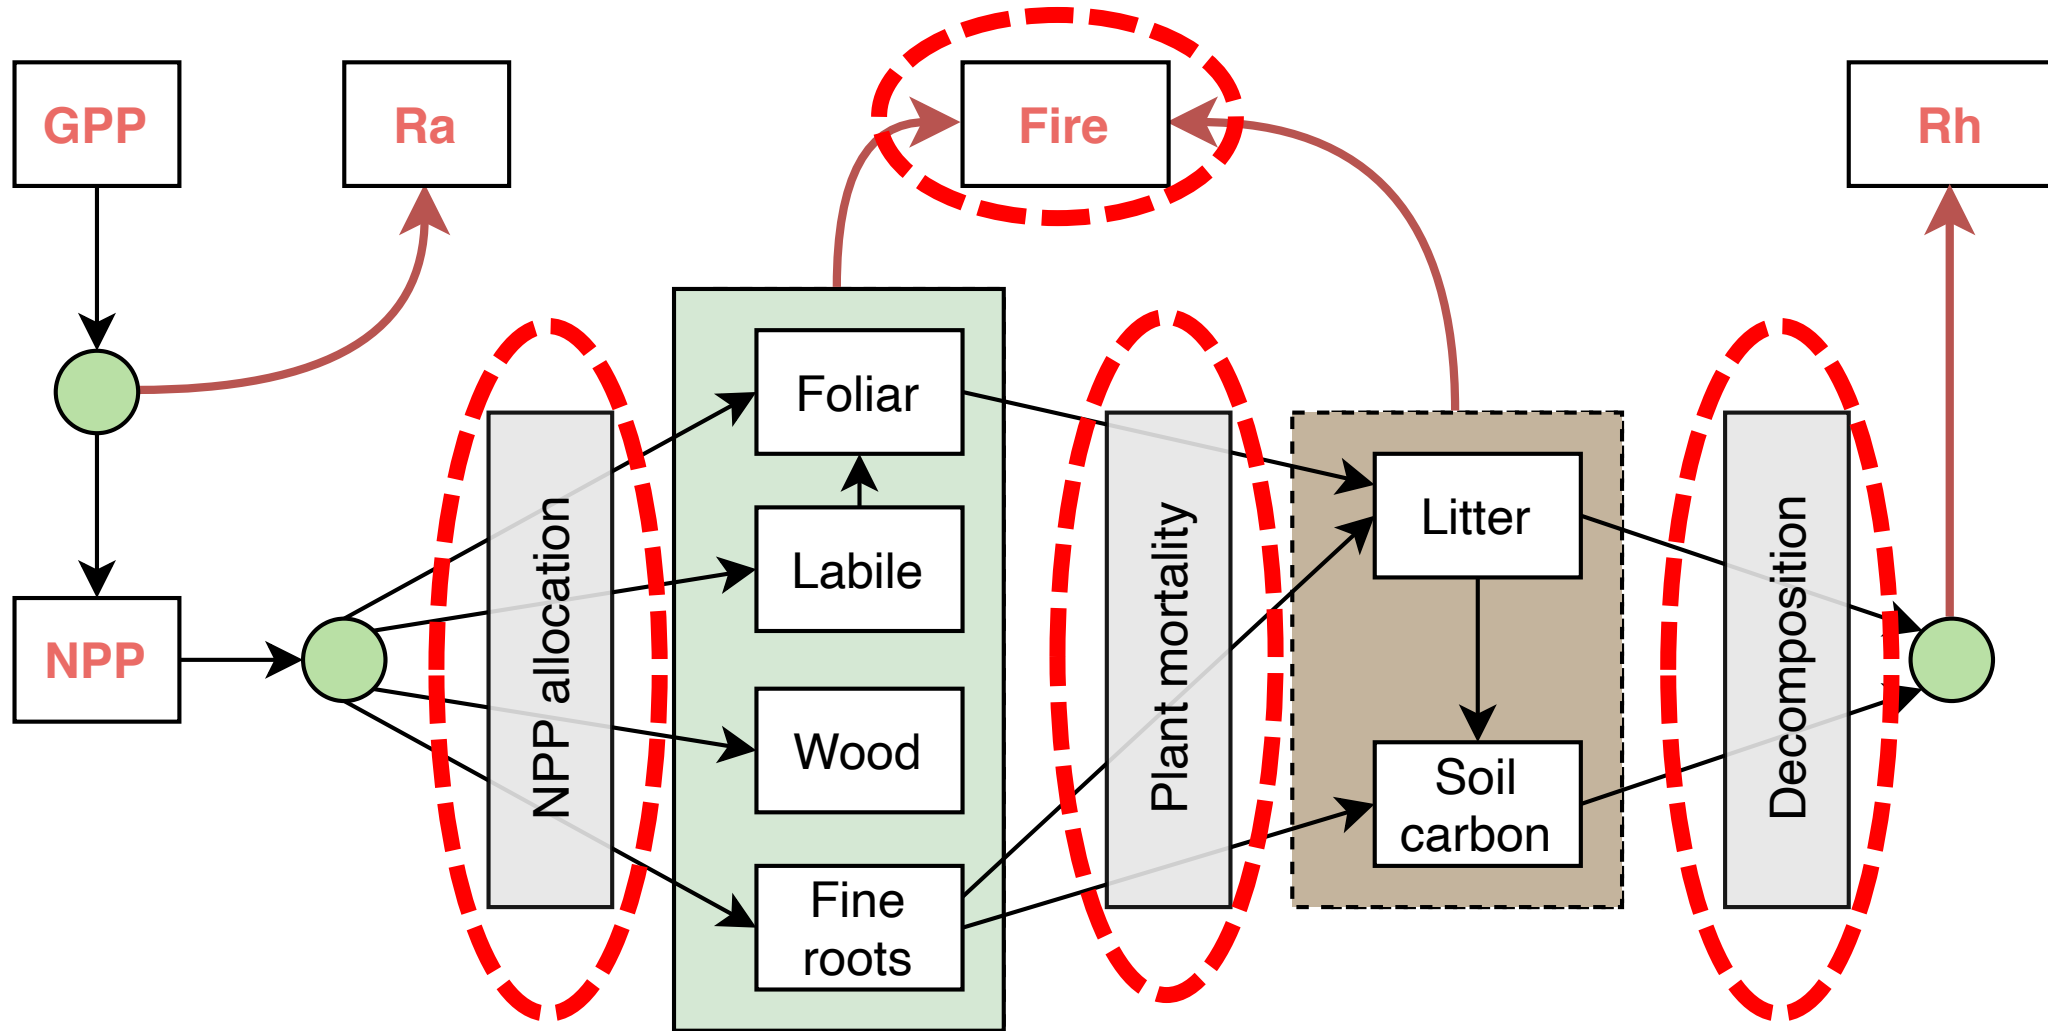 GPP
Ra
Fire
Rh
NPP
NPP allocation
Foliar
Labile
Wood
Fine
roots
Plant mortality
Litter
Soil
carbon
Decomposition